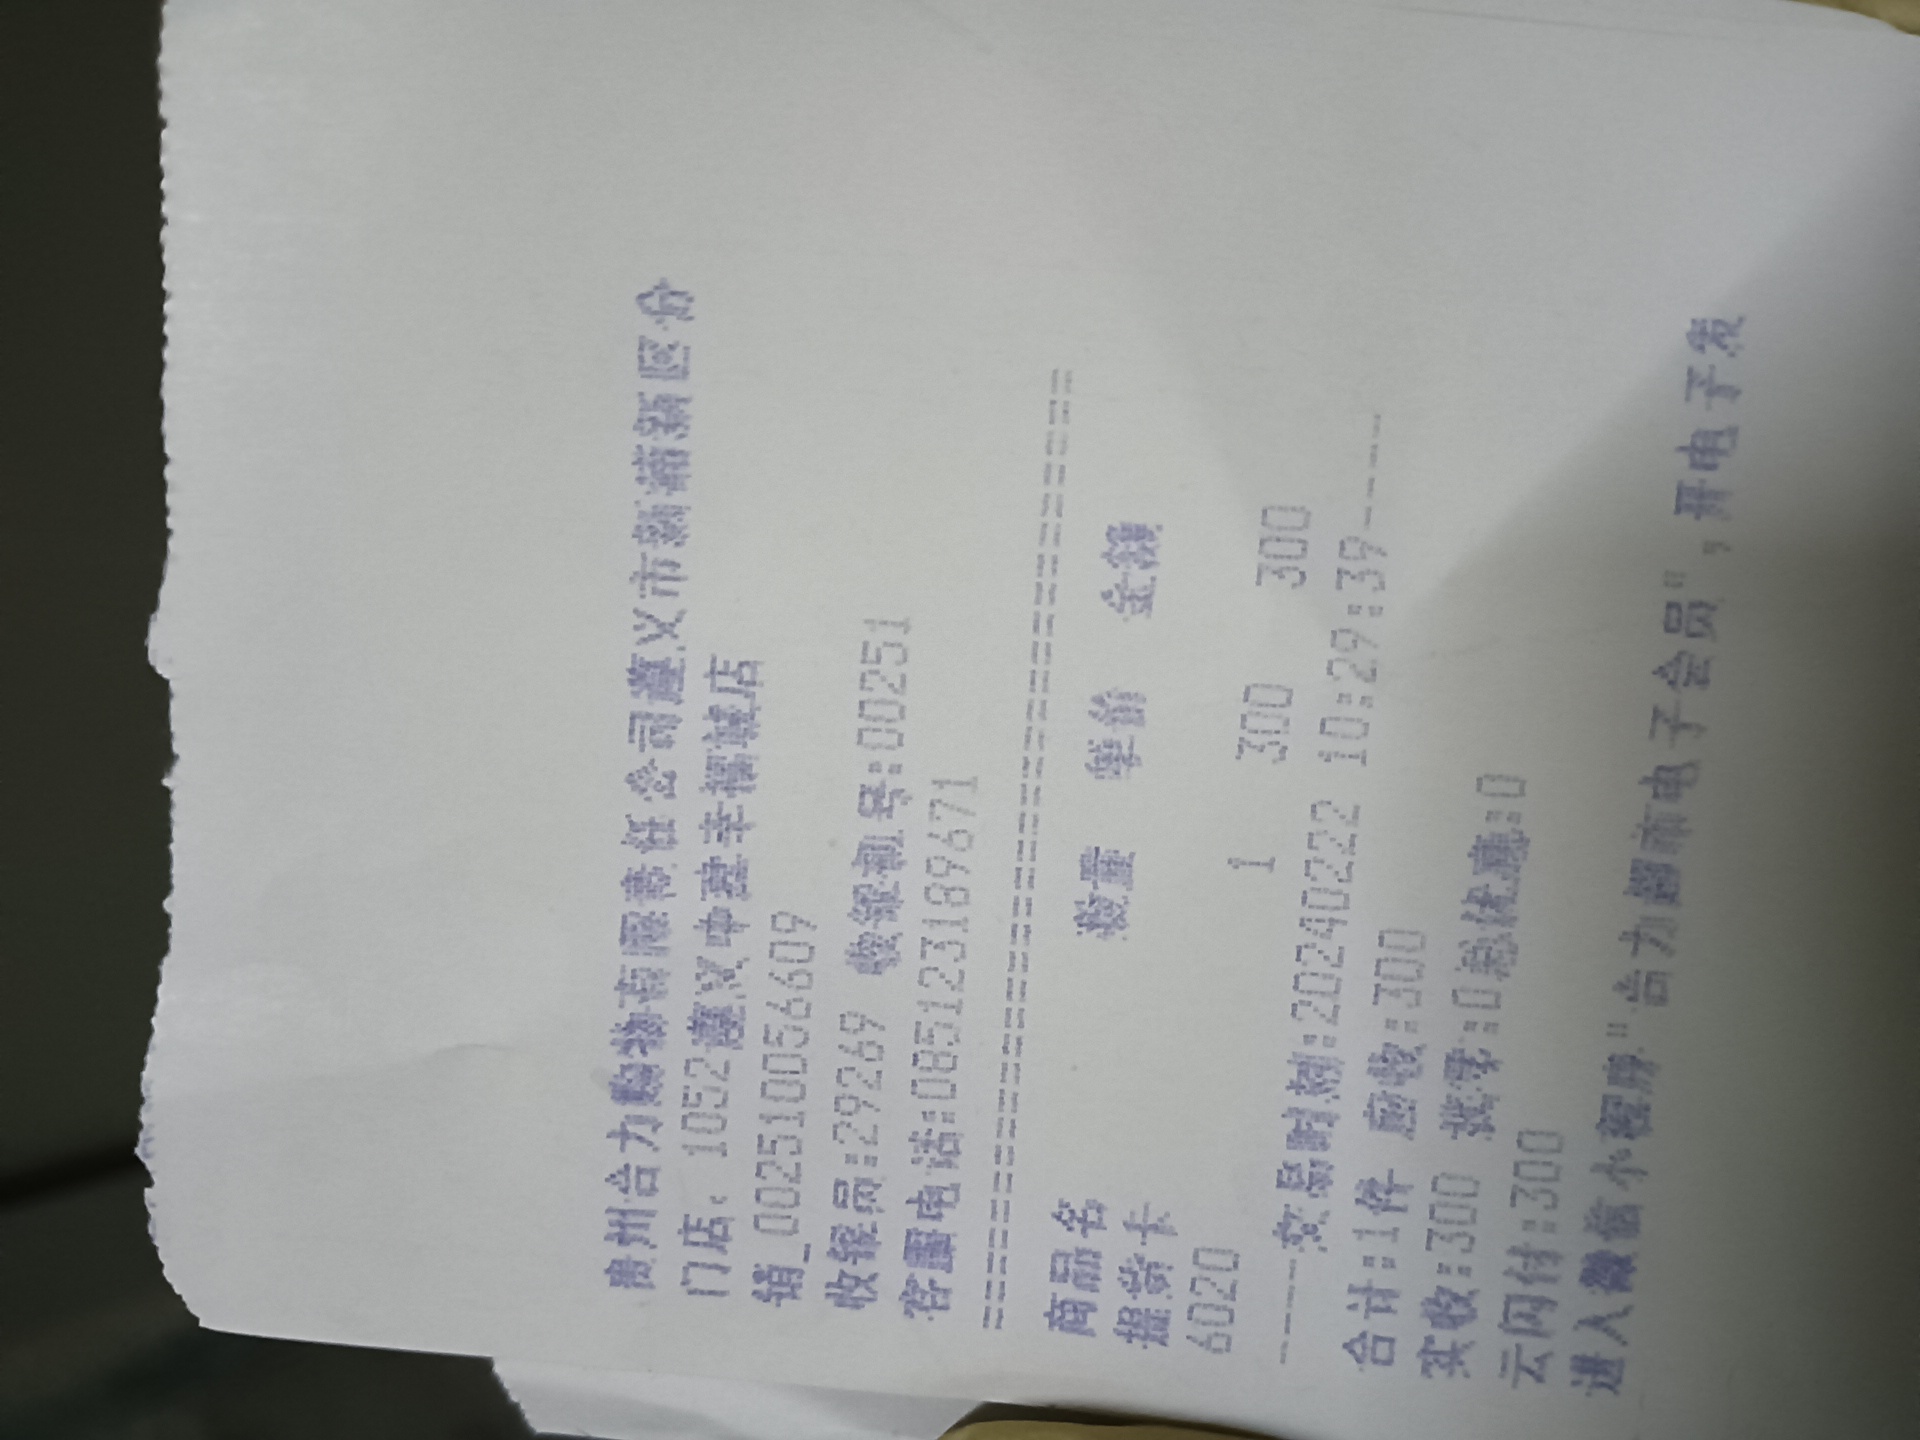 贵州合力购物有限责任公司遵义市新蒲新区分
门店：1052遵义中建幸福城店
销_002510056609
收银员:29269 收银机号:00251
客服电话:085123189671
================================
商品名 数量 单价 金额
提货卡
6020 1 300 300
-----交易时刻:20240222 10:29:39-----
合计:1件 应收:300
实收:300 找零:0总优惠:0
云闪付:300
进入微信小程序"合力超市电子会员"，开电子发